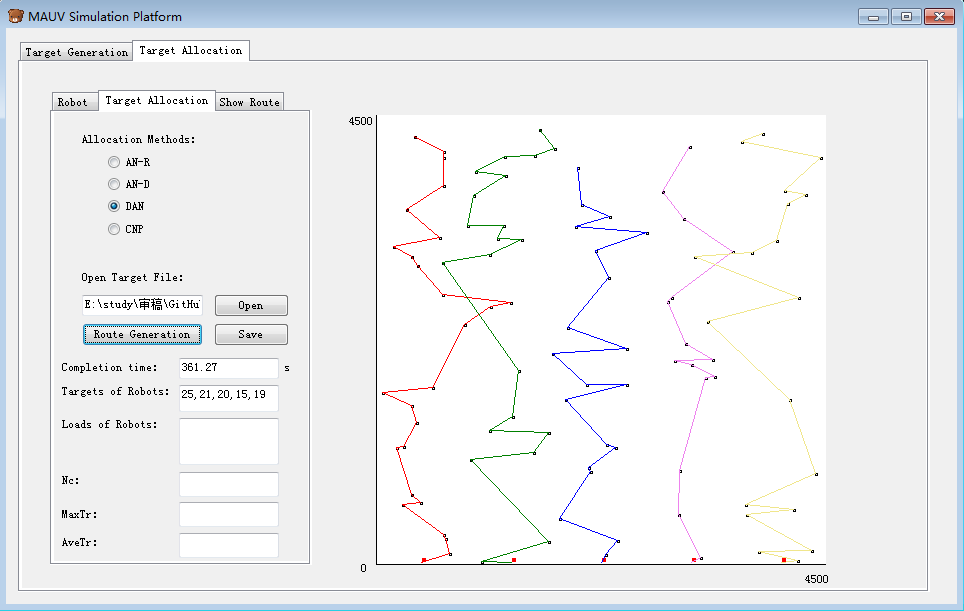 MAUV Simulation Platform
Target Generation
Target Allocation
Robot
Target Allocation
Show Route
Allocation Methods:
AN-R
AN-D
DAN
CNP
Open Target File:
E:\study\审稿\GitHu
Open
Route Generation
Save
Completion time:
361.27
s
Targets of Robots:
25,21,20,15,19
Loads of Robots:
Nc:
MaxTr:
AveTr:
4500
0
4500